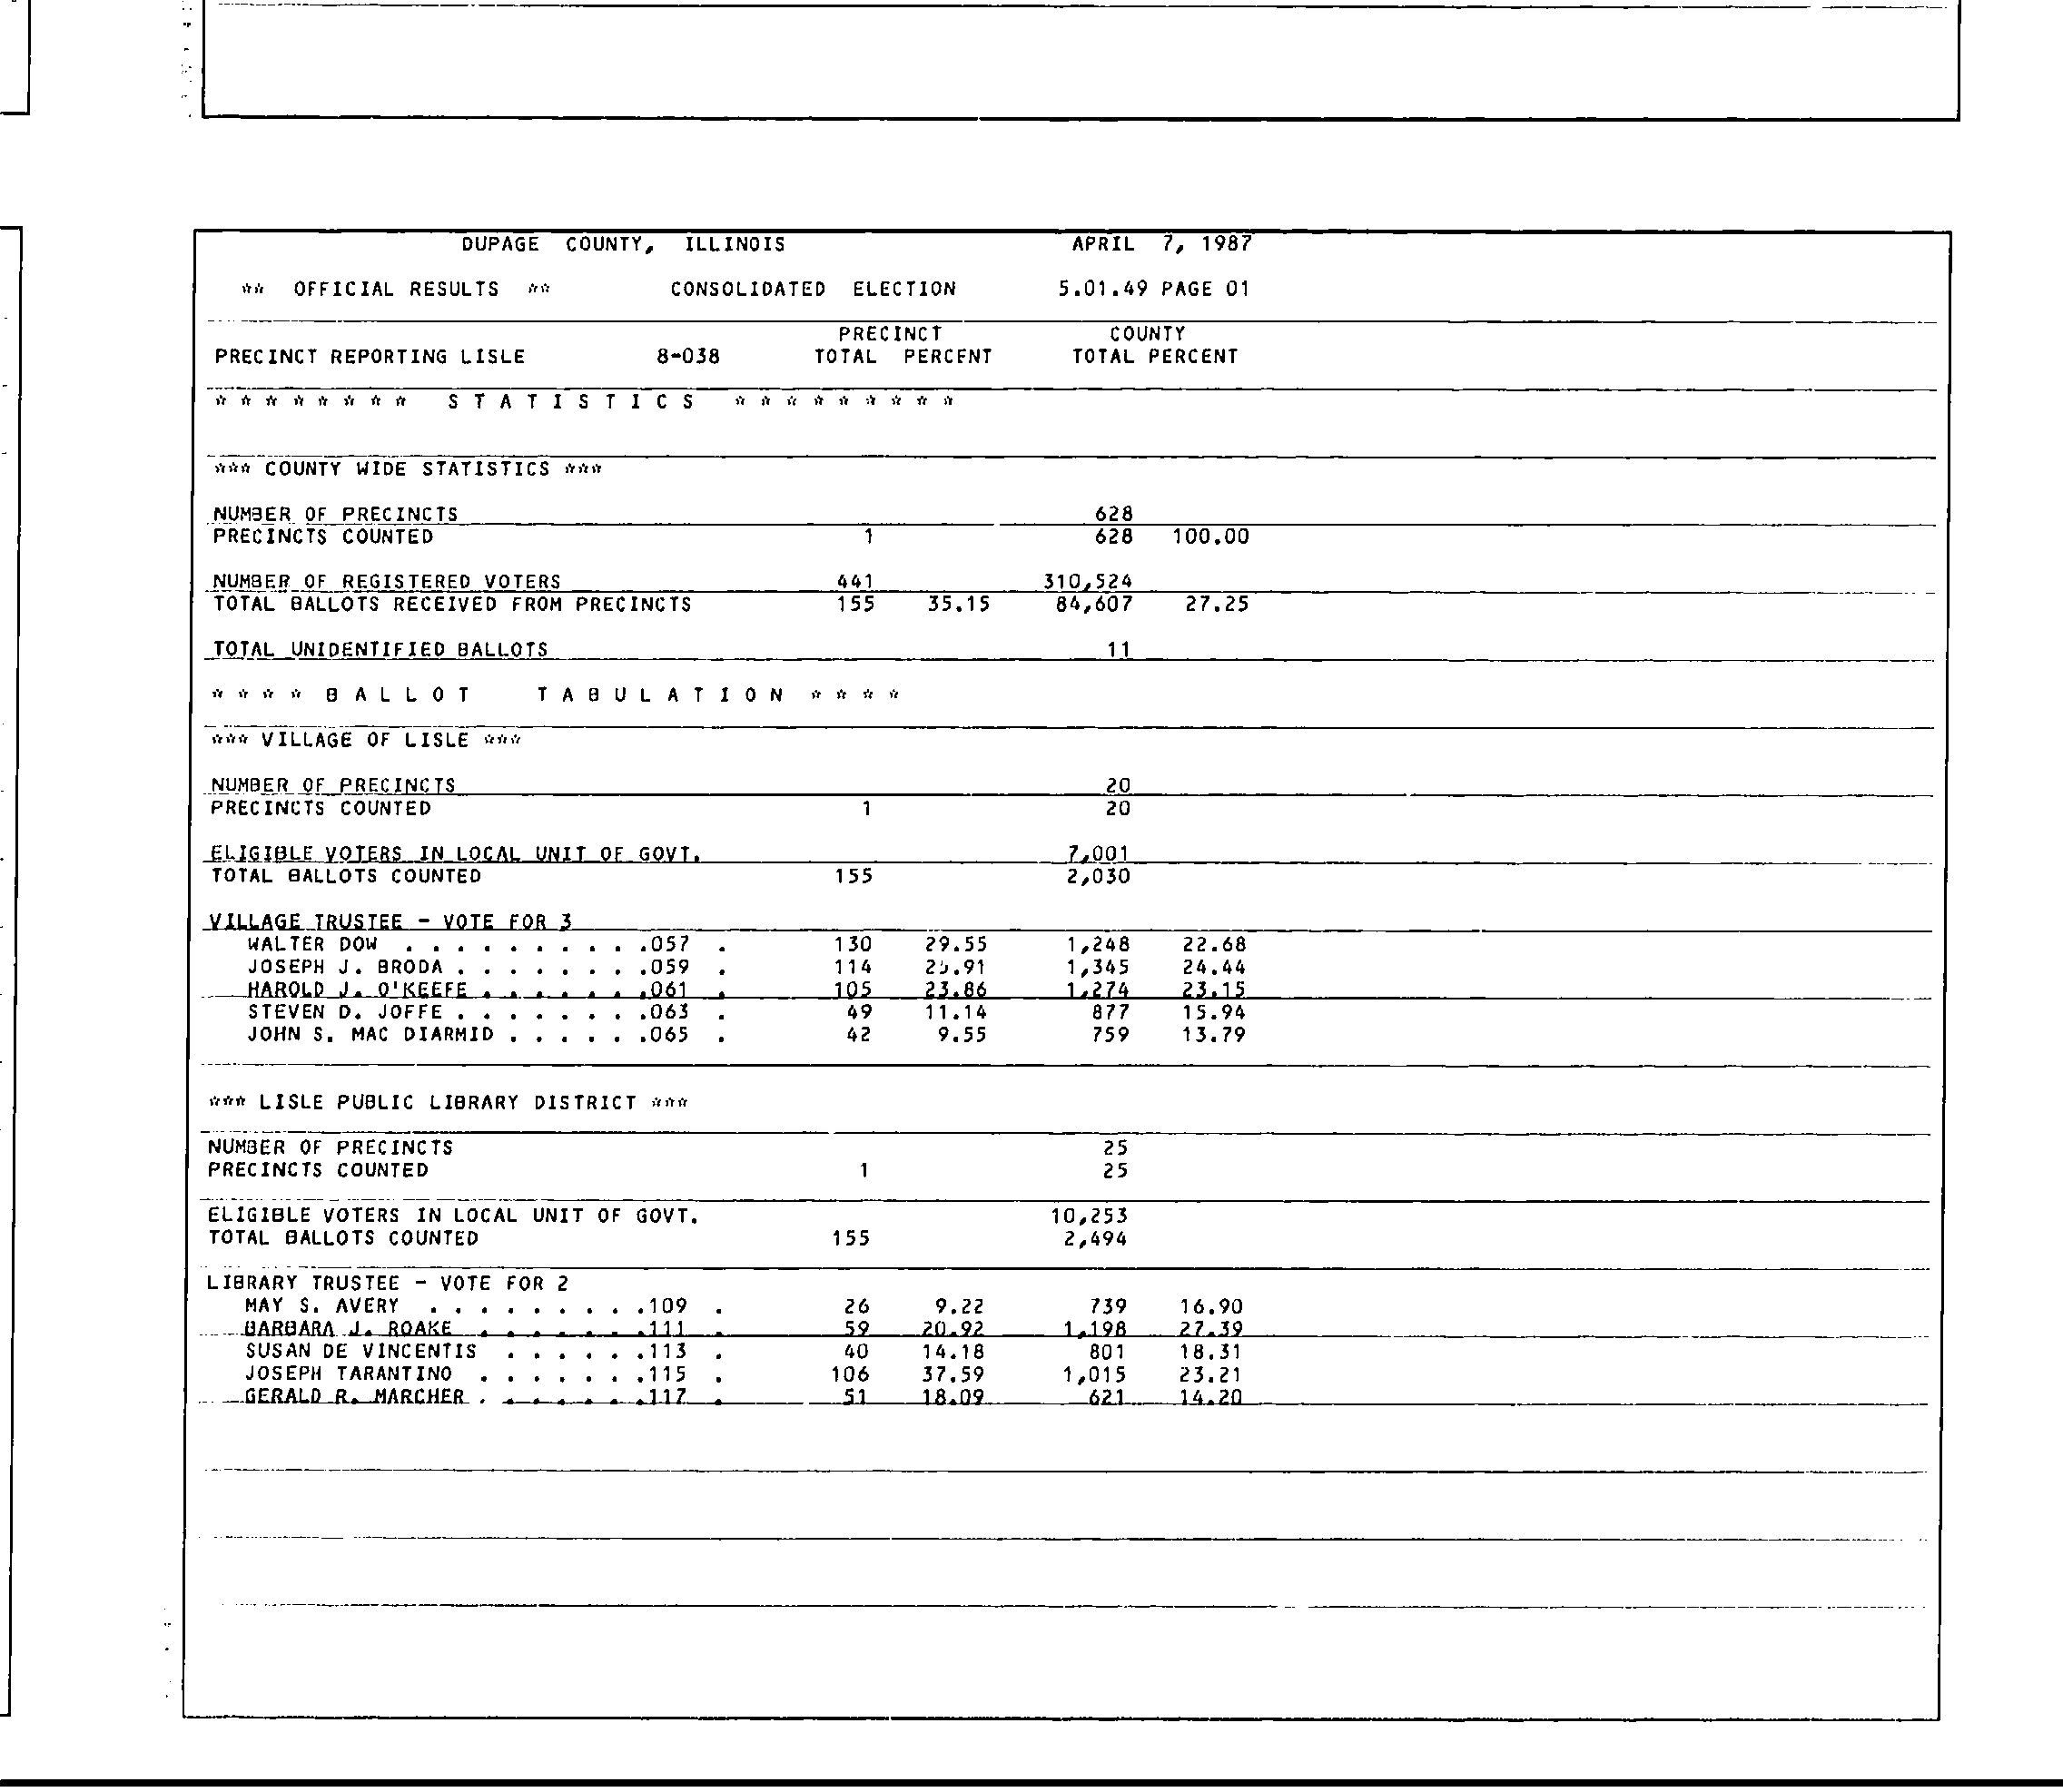 DUPAGE COUNTY, ILLINOIS APRIL 7, 1987
** OFFICIAL RESULTS ** CONSOLIDATED ELECTION 5.01.49 PAGE 01
PRECINCT COUNTY
PRECINCT REPORTING LISLE 8-038 TOTAL PERCENT TOTAL PERCENT
* * * * * * * * S T A T I S T I C S * * * * * * * * *
*** COUNTY WIDE STATISTICS ***
NUMBER OF PRECINCTS 628
PRECINCTS COUNTED 1 628 100.00
NUMBER OF REGISTERED VOTERS 441 310,524
TOTAL BALLOTS RECEIVED FROM PRECINCTS 155 35.15 84,607 27.25
TOTAL UNIDENTIFIED BALLOTS 11
* * * * B A L L O T T A B U L A T I O N * * * *
*** VILLAGE OF LISLE ***
NUMBER OF PRECINCTS 20
PRECINCTS COUNTED 1 20
ELIGIBLE VOTERS IN LOCAL UNIT OF GOVT. 7,001
TOTAL BALLOTS COUNTED 155 2,030
VILLAGE TRUSTEE - VOTE FOR 3
WALTER DOW . . . . . . . . . .057 . 130 29.55 1,248 22.68
JOSEPH J. BRODA . . . . . . . .059 . 114 25.91 1,345 24.44
HAROLD J. O'KEEFE . . . . . . .061 . 105 23.86 1,274 23.15
STEVEN D. JOFFE . . . . . . . .063 . 49 11.14 877 15.94
JOHN S. MAC DIARMID . . . . . .065 . 42 9.55 759 13.79
*** LISLE PUBLIC LIBRARY DISTRICT ***
NUMBER OF PRECINCTS 25
PRECINCTS COUNTED 1 25
ELIGIBLE VOTERS IN LOCAL UNIT OF GOVT. 10,253
TOTAL BALLOTS COUNTED 155 2,494
LIBRARY TRUSTEE - VOTE FOR 2
MAY S. AVERY . . . . . . . . .109 . 26 9.22 739 16.90
BARBARA J. ROAKE . . . . . . .111 . 59 20.92 1,198 27.39
SUSAN DE VINCENTIS . . . . . .113 . 40 14.18 801 18.31
JOSEPH TARANTINO . . . . . . .115 . 106 37.59 1,015 23.21
GERALD R. MARCHER . . . . . . .117 . 51 18.09 621 14.20